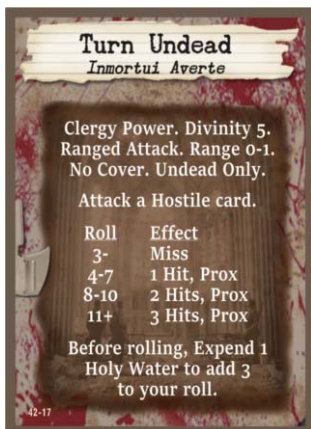 Turn Undead
Inmortui Averte
Clergy Power. Divinity 5.
Ranged Attack. Range 0-1.
No Cover. Undead Only.
Attack a Hostile card.
Roll Effect
3- Miss
4-7 1 Hit, Prox
8-10 2 Hits, Prox
11+ 3 Hits, Prox
Before rolling, Expend 1
Holy Water to add 3
to your roll.
42-17